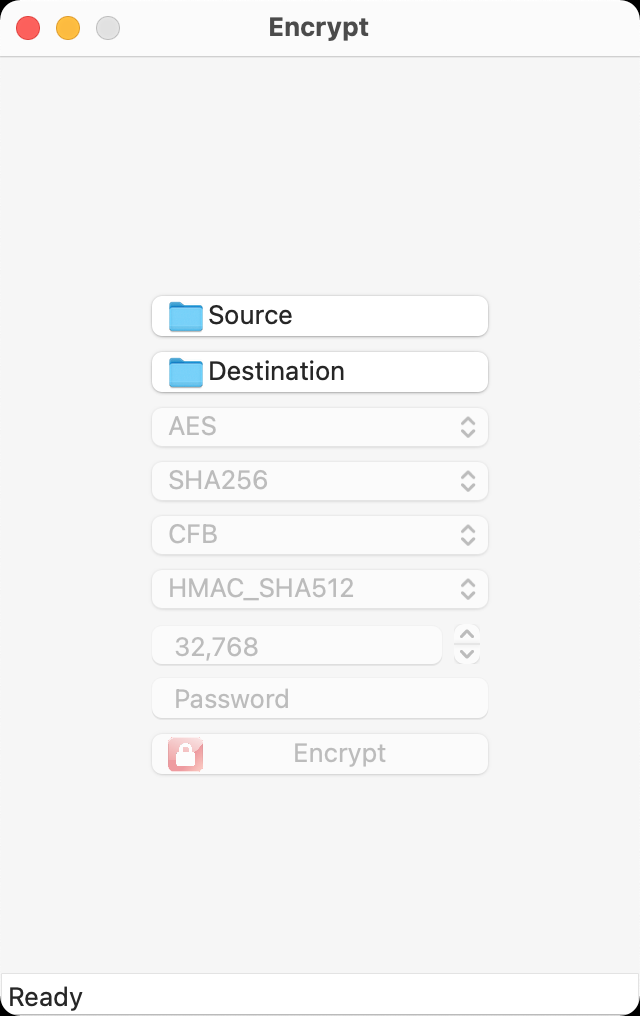 Encrypt
Source
Destination
AES
SHA256
CFB
HMAC_SHA512
32,768
Password
Encrypt
Ready